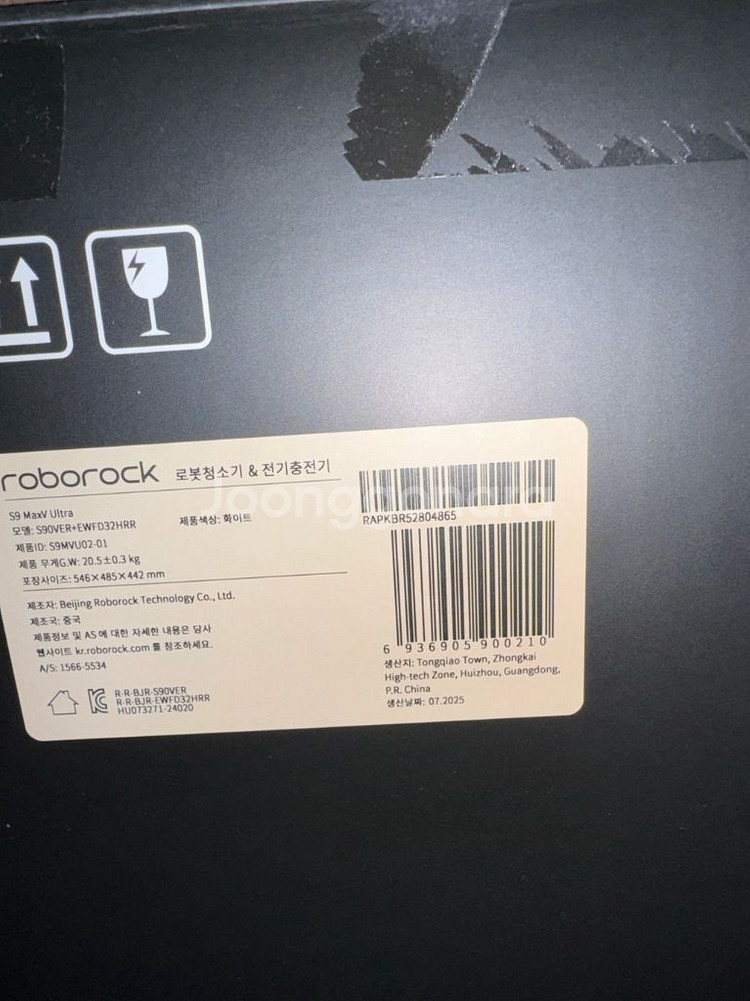 roborock 로봇청소기 & 전기충전기
S9 MaxV Ultra
모델: S90VER+EWFD32HRR 제품색상: 화이트
제품ID: S9MVU02-01
제품 무게G.W: 20.5±0.3 kg
포장사이즈: 546×485×442 mm
제조자: Beijing Roborock Technology Co., Ltd.
제조국: 중국
제품정보 및 AS 에 대한 자세한 내용은 당사
웹사이트 kr.roborock.com 를 참조하세요.
A/S: 1566-5534
R-R-BJR-S90VER
R-R-BJR-EWFD32HRR
HU073271-24020
RAPKBR52804865
6 936905 900210
생산지: Tongqiao Town, Zhongkai
High-tech Zone, Huizhou, Guangdong,
P.R. China
생산날짜: 07.2025
Joongonara